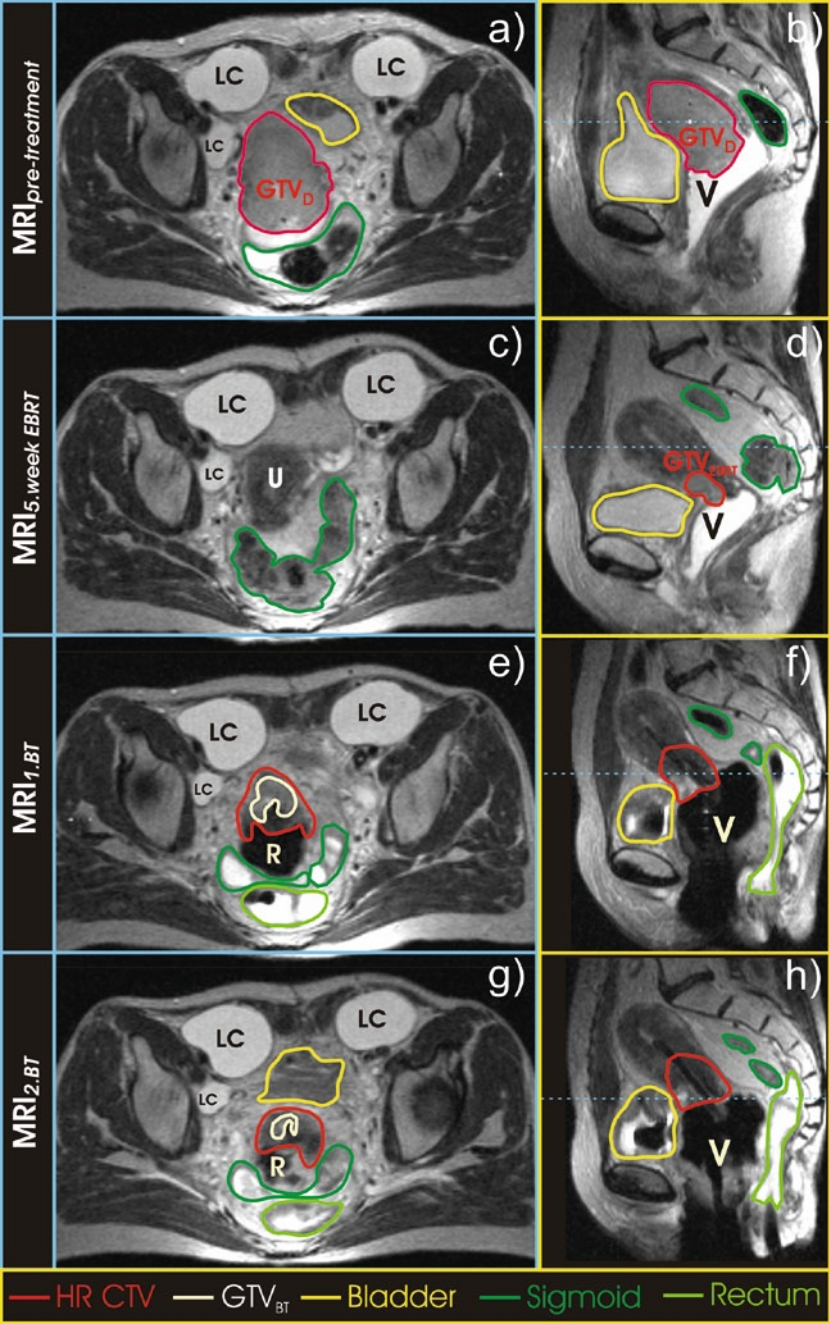 MRIpre-treatment
a)
LC
LC
LC
GTVD
b)
GTVD
V
MRI5.week EBRT
c)
LC
LC
LC
U
d)
GTVEBRT
V
MRI1.BT
e)
LC
LC
LC
R
f)
V
MRI2.BT
g)
LC
LC
LC
R
h)
V
HR CTV
GTVBT
Bladder
Sigmoid
Rectum